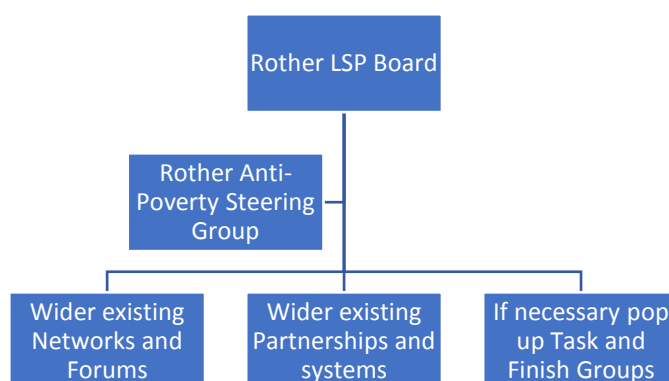 Rother LSP Board
Rother Anti-
Poverty Steering
Group
Wider existing
Networks and
Forums
Wider existing
Partnerships and
systems
If necessary pop
up Task and
Finish Groups